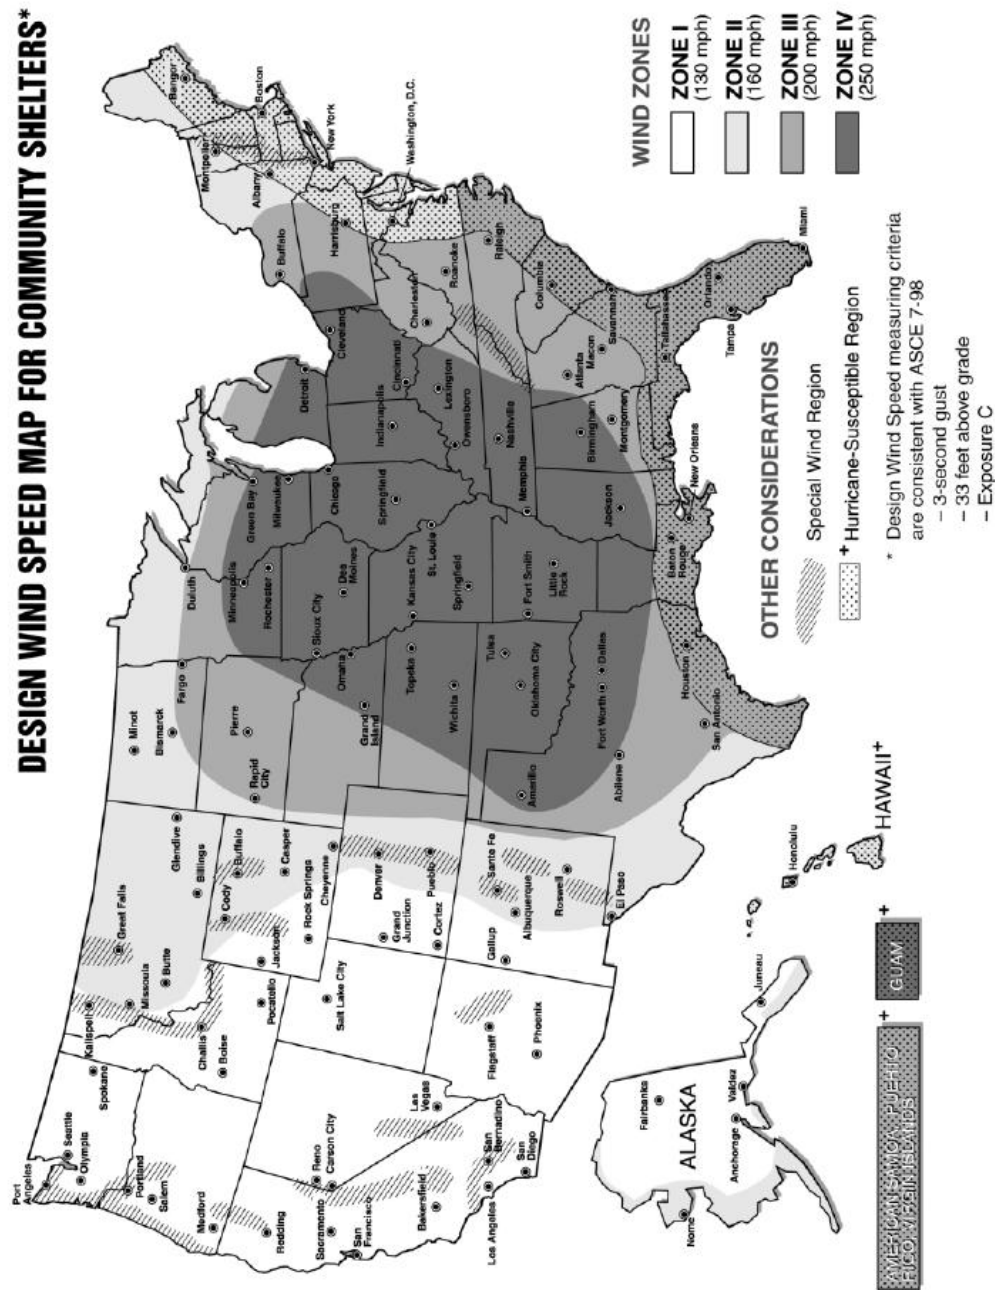 DESIGN WIND SPEED MAP FOR COMMUNITY SHELTERS*
Port
Angeles
Seattle
Olympia
Spokane
Portland
Salem
Medford
Kalispell
Missoula
Great Falls
Butte
Billings
Glendive
Minot
Bismarck
Fargo
Duluth
Challis
Boise
Pocatello
Jackson
Cody
Buffalo
Casper
Rock Springs
Cheyenne
Rapid
City
Pierre
Minneapolis
Rochester
Green Bay
Milwaukee
Redding
Reno
Carson City
Sacramento
San
Francisco
Salt Lake City
Grand
Junction
Cortez
Denver
Pueblo
Grand
Island
Omaha
Sioux City
Des
Moines
Chicago
Springfield
Detroit
Cleveland
Buffalo
Albany
Montpelier
Bangor
Boston
New York
Harrisburg
Washington, D.C.
Las
Vegas
Bakersfield
Los Angeles
San
Bernadino
San
Diego
Flagstaff
Phoenix
Gallup
Albuquerque
Sante Fe
Roswell
El Paso
Topeka
Wichita
Kansas City
St. Louis
Springfield
Indianapolis
Cincinnati
Lexington
Owensboro
Charleston
Roanoke
Raleigh
Amarillo
Tulsa
Oklahoma City
Fort Smith
Little
Rock
Memphis
Nashville
Columbia
Abilene
Fort Worth
Dallas
Jackson
Birmingham
Montgomery
Atlanta
Macon
Savannah
San Antonio
Houston
Baton
Rouge
New Orleans
Tallahassee
Orlando
Tampa
Miami
Fairbanks
ALASKA
Anchorage
Valdez
Nome
Juneau
Honolulu
HAWAII+
AMERICAN SAMOA, PUERTO
RICO, VIRGIN ISLANDS
+
GUAM
+
WIND ZONES
ZONE I
(130 mph)
ZONE II
(160 mph)
ZONE III
(200 mph)
ZONE IV
(250 mph)
OTHER CONSIDERATIONS
Special Wind Region
+ Hurricane-Susceptible Region
* Design Wind Speed measuring criteria
are consistent with ASCE 7-98
– 3-second gust
– 33 feet above grade
– Exposure C